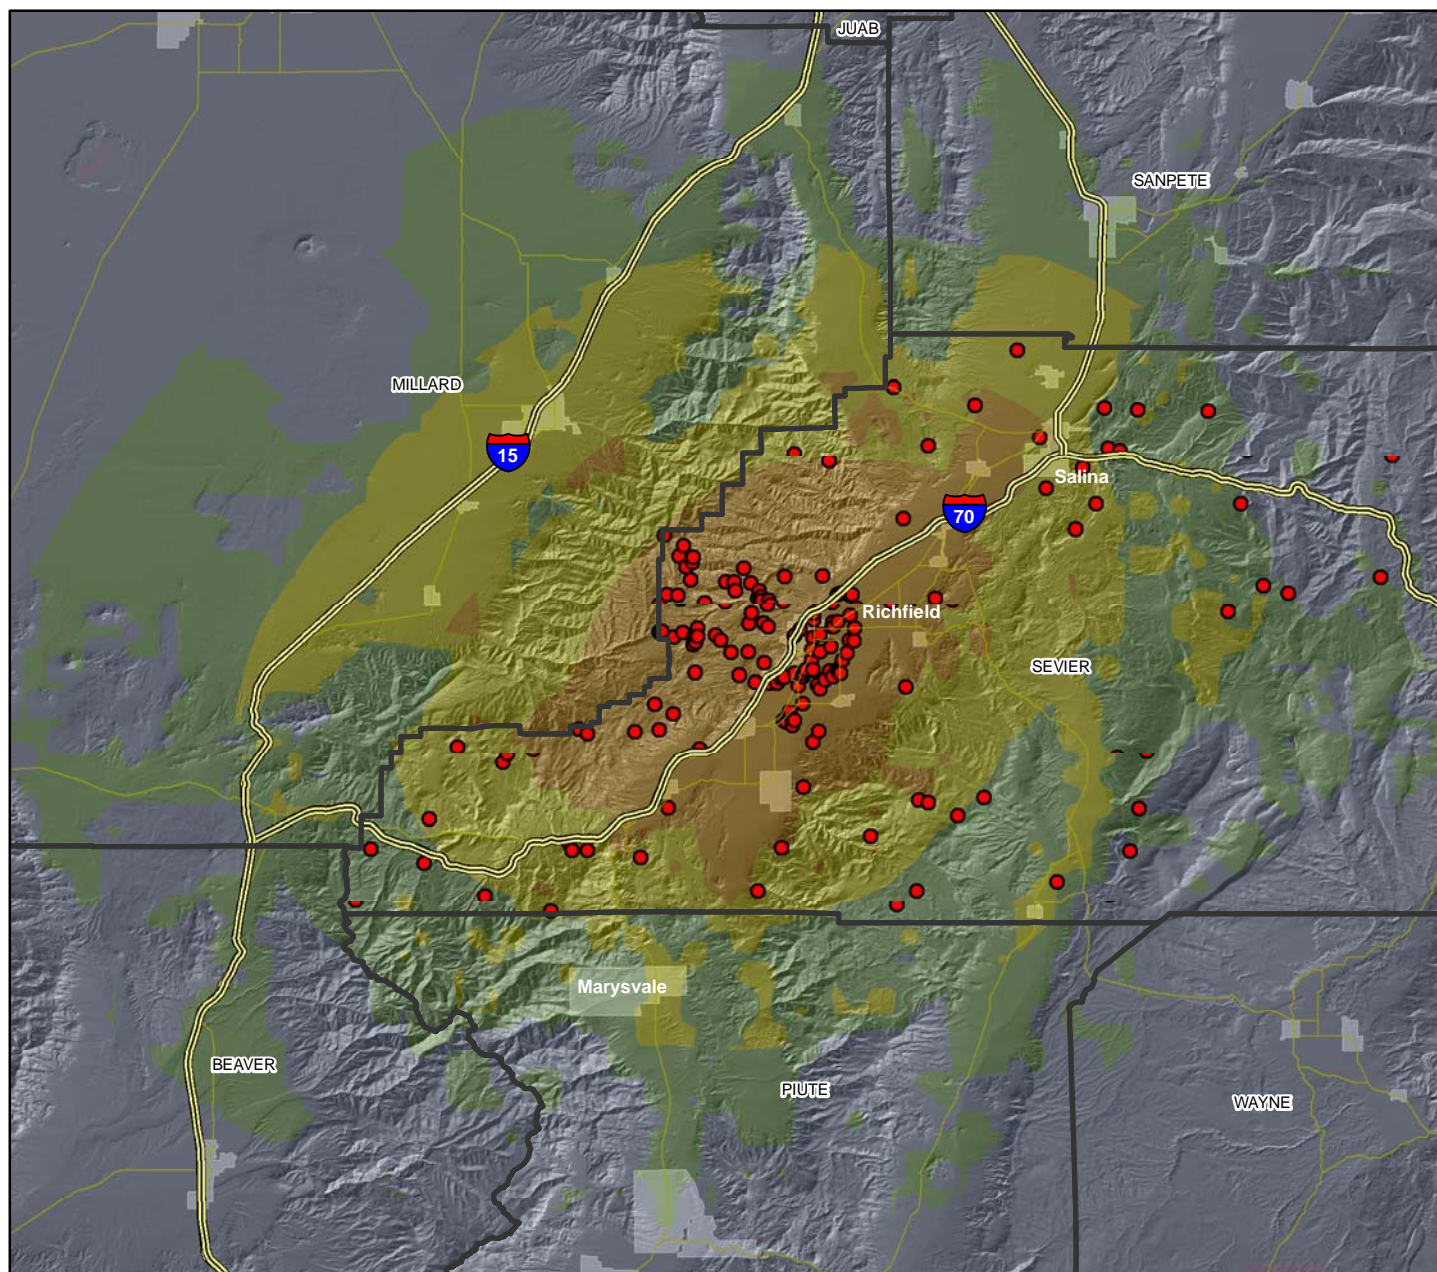 JUAB
SANPETE
MILLARD
15
Salina
70
Richfield
SEVIER
Marysvale
BEAVER
PIUTE
WAYNE